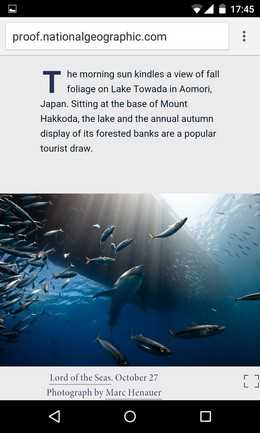 17:45
proof.nationalgeographic.com
The morning sun kindles a view of fall
foliage on Lake Towada in Aomori,
Japan. Sitting at the base of Mount
Hakkoda, the lake and the annual autumn
display of its forested banks are a popular
tourist draw.
Lord of the Seas, October 27
Photograph by Marc Henauer